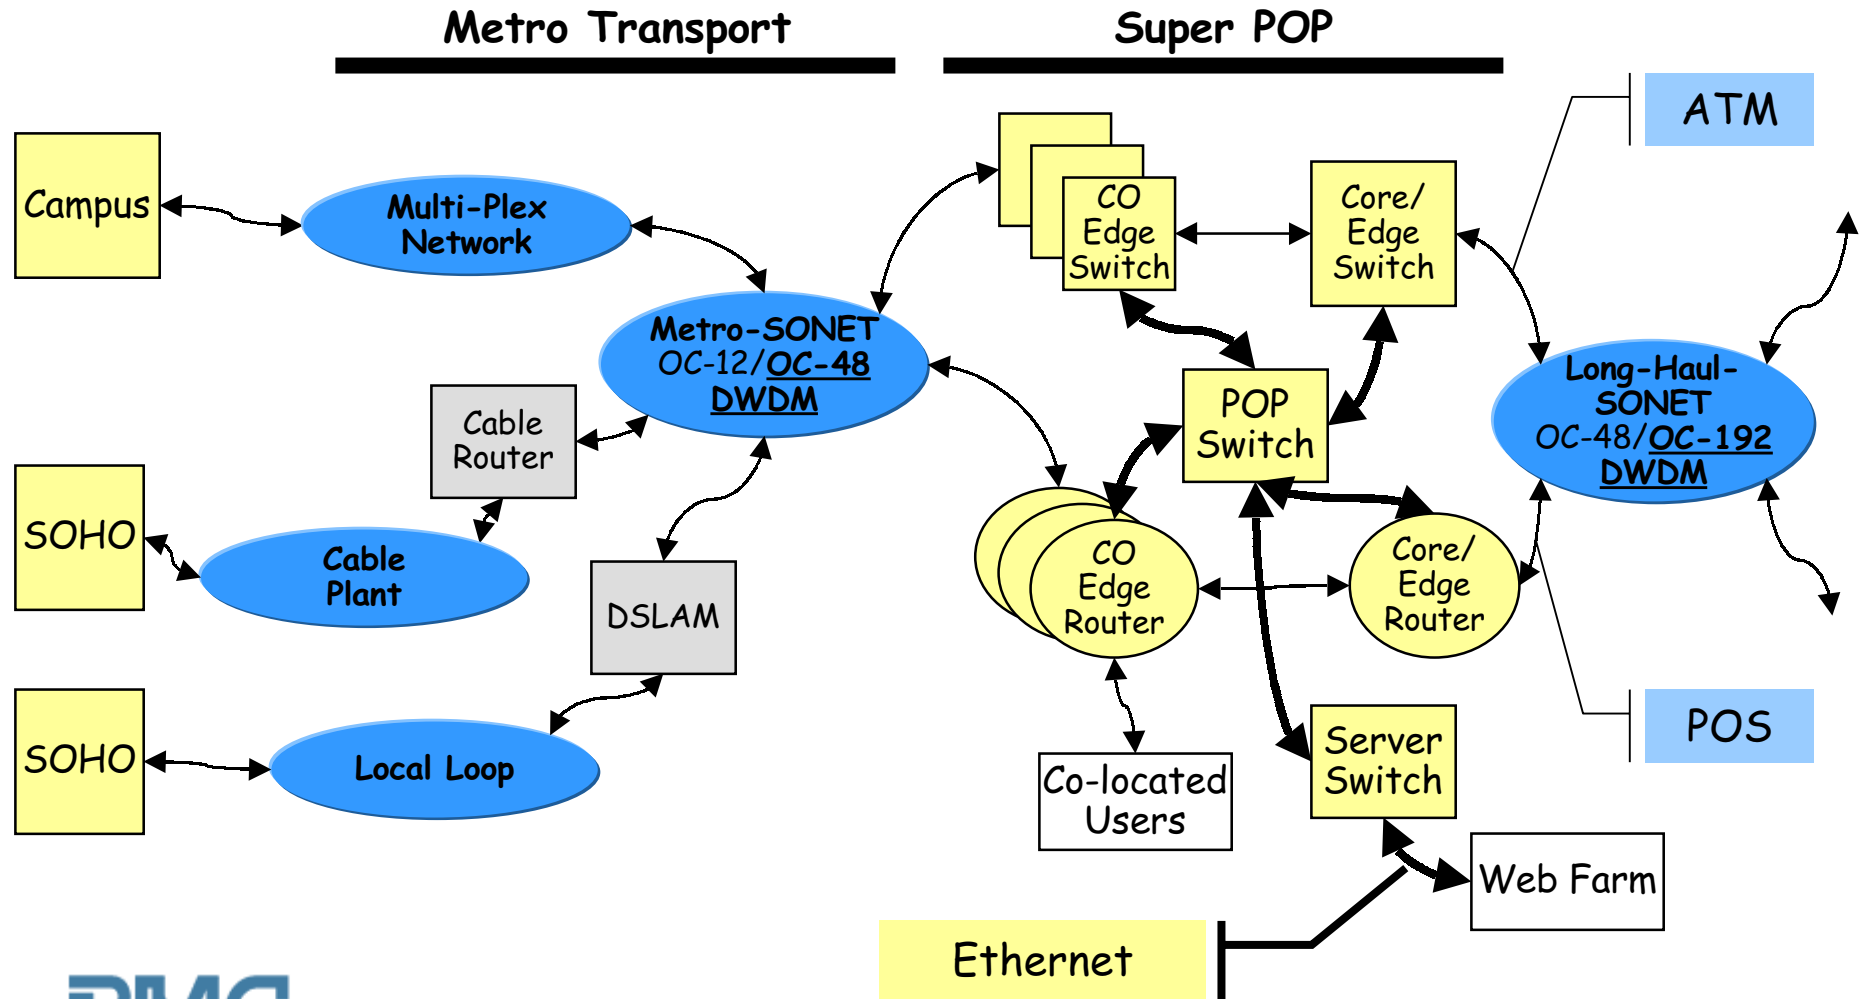 Metro Transport
Super POP
ATM
Campus
Multi-Plex
Network
CO
Edge
Switch
Core/
Edge
Switch
Metro-SONET
OC-12/OC-48
DWDM
Long-Haul-
SONET
OC-48/OC-192
DWDM
POP
Switch
Cable
Router
SOHO
Cable
Plant
DSLAM
CO
Edge
Router
Core/
Edge
Router
SOHO
Local Loop
Co-located
Users
Server
Switch
POS
Web Farm
Ethernet
PMC